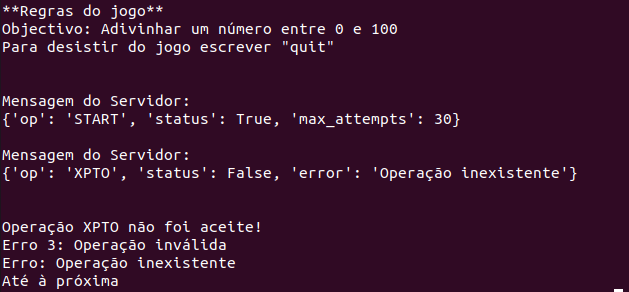 **Regras do jogo**
Objectivo: Adivinhar um número entre 0 e 100
Para desistir do jogo escrever "quit"
Mensagem do Servidor:
{'op': 'START', 'status': True, 'max_attempts': 30}
Mensagem do Servidor:
{'op': 'XPTO', 'status': False, 'error': 'Operação inexistente'}
Operação XPTO não foi aceite!
Erro 3: Operação inválida
Erro: Operação inexistente
Até à próxima